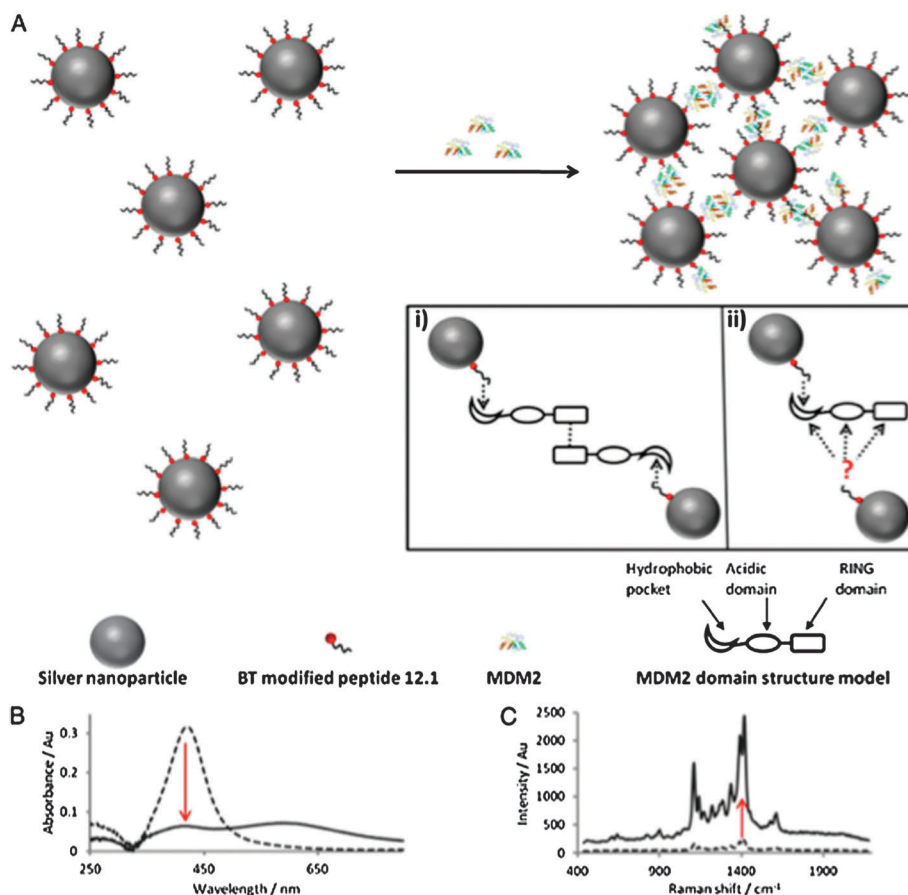 A
i)
ii)
?
Hydrophobic pocket
Acidic domain
RING domain
Silver nanoparticle
BT modified peptide 12.1
MDM2
MDM2 domain structure model
B
Absorbance / Au
0.3
0.2
0.1
0
250
450
650
Wavelength / nm
C
Intensity / Au
2500
2000
1500
1000
500
0
400
900
1400
1900
Raman shift / cm⁻¹